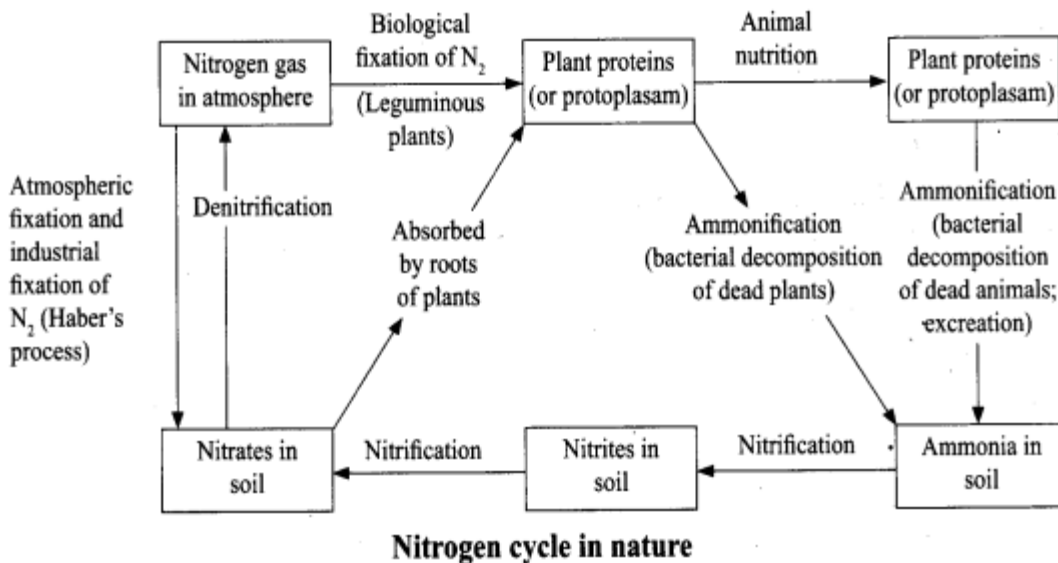 Biological
fixation of N₂
(Leguminous
plants)
Animal
nutrition
Nitrogen gas
in atmosphere
Plant proteins
(or protoplasam)
Plant proteins
(or protoplasam)
Atmospheric
fixation and
industrial
fixation of
N₂ (Haber's
process)
Denitrification
Absorbed
by roots
of plants
Ammonification
(bacterial decomposition
of dead plants)
Ammonification
(bacterial
decomposition
of dead animals;
excreation)
Nitrates in
soil
Nitrification
Nitrites in
soil
Nitrification
Ammonia in
soil
Nitrogen cycle in nature